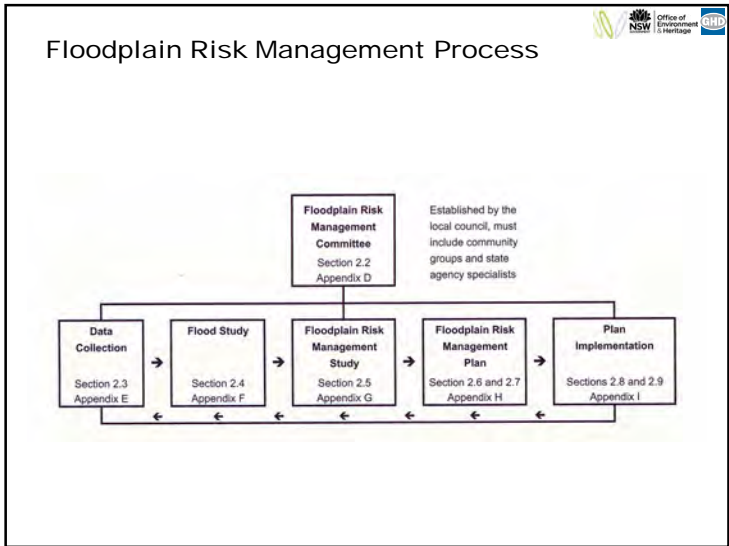 Floodplain Risk Management Process
NSW
GOVERNMENT
Office of
Environment
& Heritage
GHD
Floodplain Risk
Management
Committee
Section 2.2
Appendix D
Established by the
local council, must
include community
groups and state
agency specialists
Data
Collection
Section 2.3
Appendix E
Flood Study
Section 2.4
Appendix F
Floodplain Risk
Management
Study
Section 2.5
Appendix G
Floodplain Risk
Management
Plan
Section 2.6 and 2.7
Appendix H
Plan
Implementation
Sections 2.8 and 2.9
Appendix I